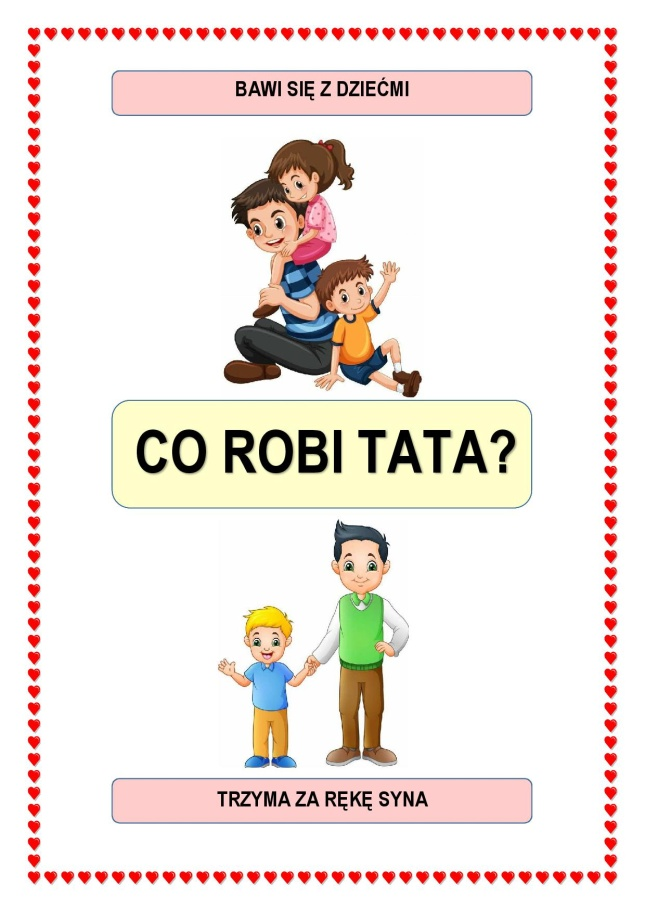 BAWI SIĘ Z DZIEĆMI
CO ROBI TATA?
TRZYMA ZA RĘKĘ SYNA